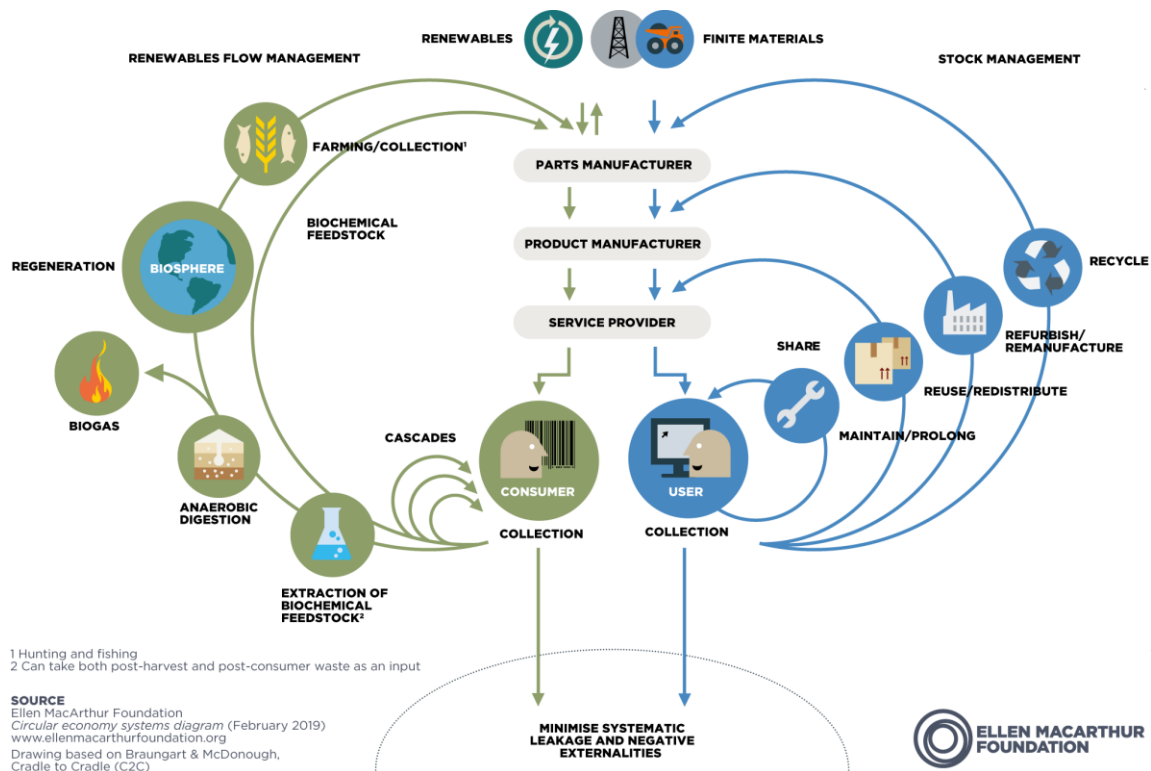 RENEWABLES
FINITE MATERIALS
RENEWABLES FLOW MANAGEMENT
STOCK MANAGEMENT
FARMING/COLLECTION¹
PARTS MANUFACTURER
BIOCHEMICAL
FEEDSTOCK
PRODUCT MANUFACTURER
REGENERATION
BIOSPHERE
RECYCLE
SERVICE PROVIDER
SHARE
REFURBISH/
REMANUFACTURE
REUSE/REDISTRIBUTE
BIOGAS
CASCADES
MAINTAIN/PROLONG
CONSUMER
USER
ANAEROBIC
DIGESTION
COLLECTION
COLLECTION
EXTRACTION OF
BIOCHEMICAL
FEEDSTOCK²
1 Hunting and fishing
2 Can take both post-harvest and post-consumer waste as an input
SOURCE
Ellen MacArthur Foundation
Circular economy systems diagram (February 2019)
www.ellenmacarthurfoundation.org
Drawing based on Braungart & McDonough,
Cradle to Cradle (C2C)
MINIMISE SYSTEMATIC
LEAKAGE AND NEGATIVE
EXTERNALITIES
ELLEN MACARTHUR
FOUNDATION